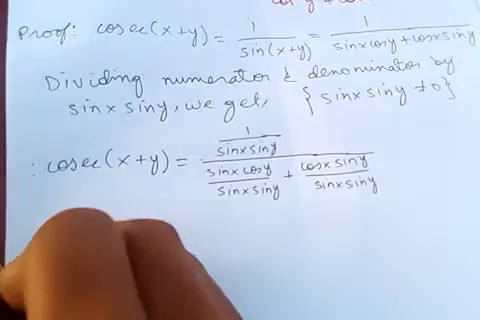 Proof: cosec(x+y) = 1/sin(x+y) = 1/(sinx cosy + cosx siny)
Dividing numerator & denominator by
sinx siny, we get, {sinx siny ≠ 0}
: cosec(x+y) = (1/(sinx siny))/((sinx cosy)/(sinx siny) + (cosx siny)/(sinx siny))